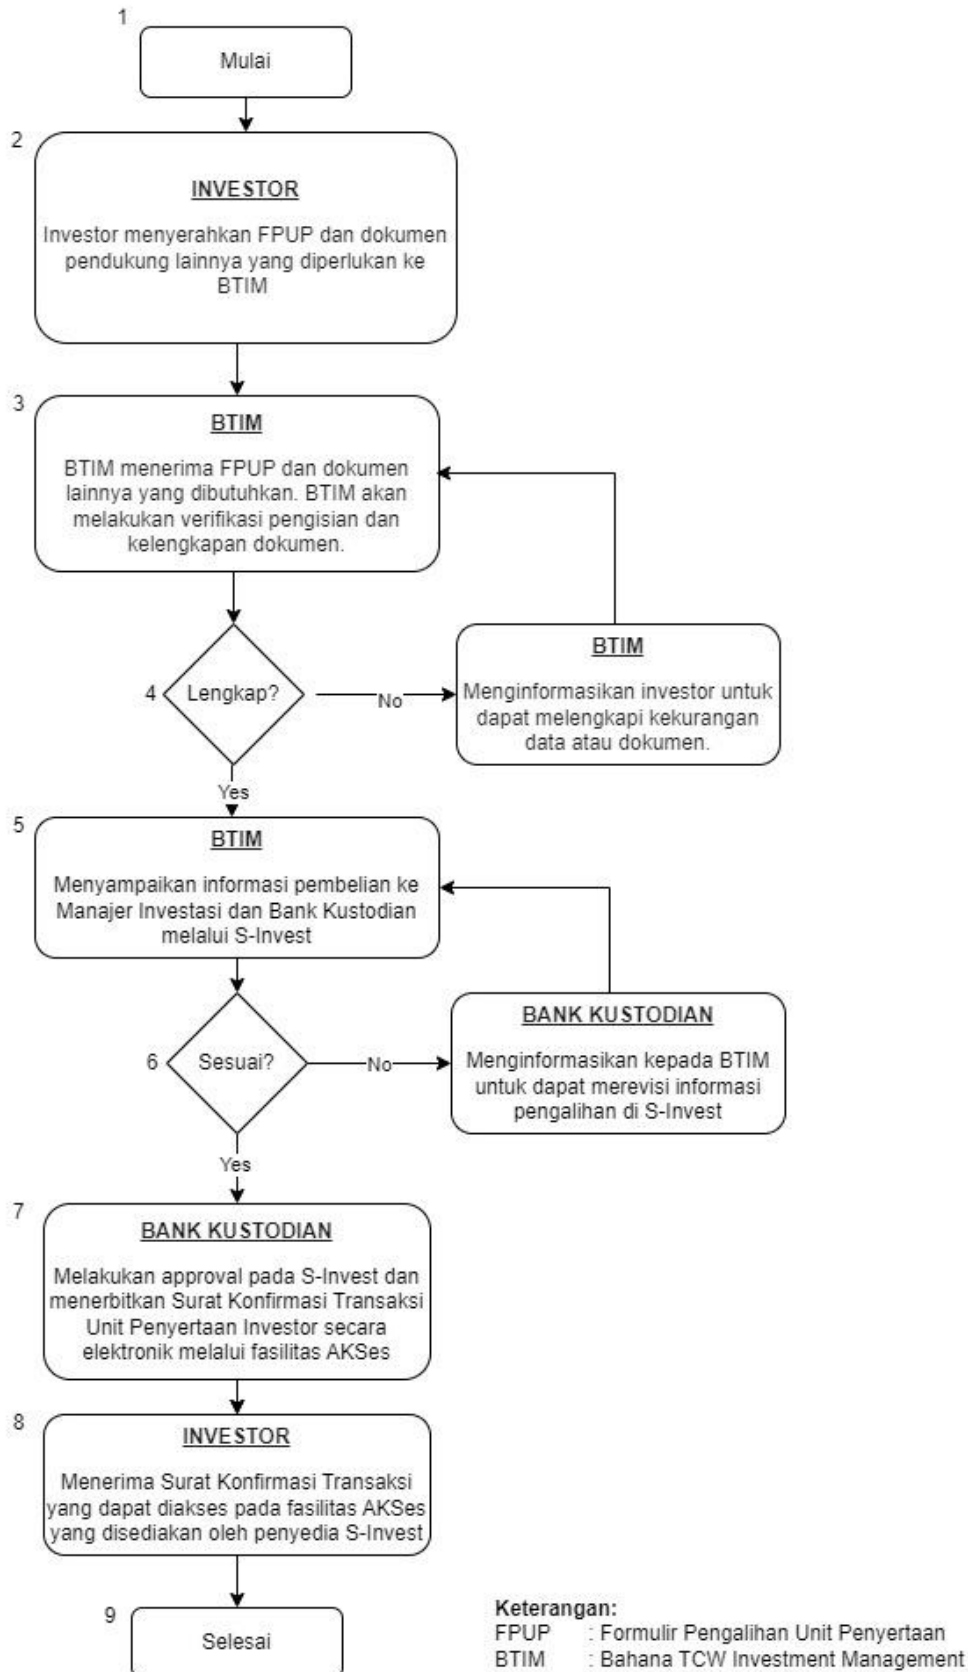 1
Mulai
2
INVESTOR
Investor menyerahkan FPUP dan dokumen
pendukung lainnya yang diperlukan ke
BTIM
3
BTIM
BTIM menerima FPUP dan dokumen
lainnya yang dibutuhkan. BTIM akan
melakukan verifikasi pengisian dan
kelengkapan dokumen.
4
Lengkap?
No
BTIM
Menginformasikan investor untuk
dapat melengkapi kekurangan
data atau dokumen.
Yes
5
BTIM
Menyampaikan informasi pembelian ke
Manajer Investasi dan Bank Kustodian
melalui S-Invest
6
Sesuai?
No
BANK KUSTODIAN
Menginformasikan kepada BTIM
untuk dapat merevisi informasi
pengalihan di S-Invest
Yes
7
BANK KUSTODIAN
Melakukan approval pada S-Invest dan
menerbitkan Surat Konfirmasi Transaksi
Unit Penyertaan Investor secara
elektronik melalui fasilitas AKSes
8
INVESTOR
Menerima Surat Konfirmasi Transaksi
yang dapat diakses pada fasilitas AKSes
yang disediakan oleh penyedia S-Invest
9
Selesai
Keterangan:
FPUP : Formulir Pengalihan Unit Penyertaan
BTIM : Bahana TCW Investment Management